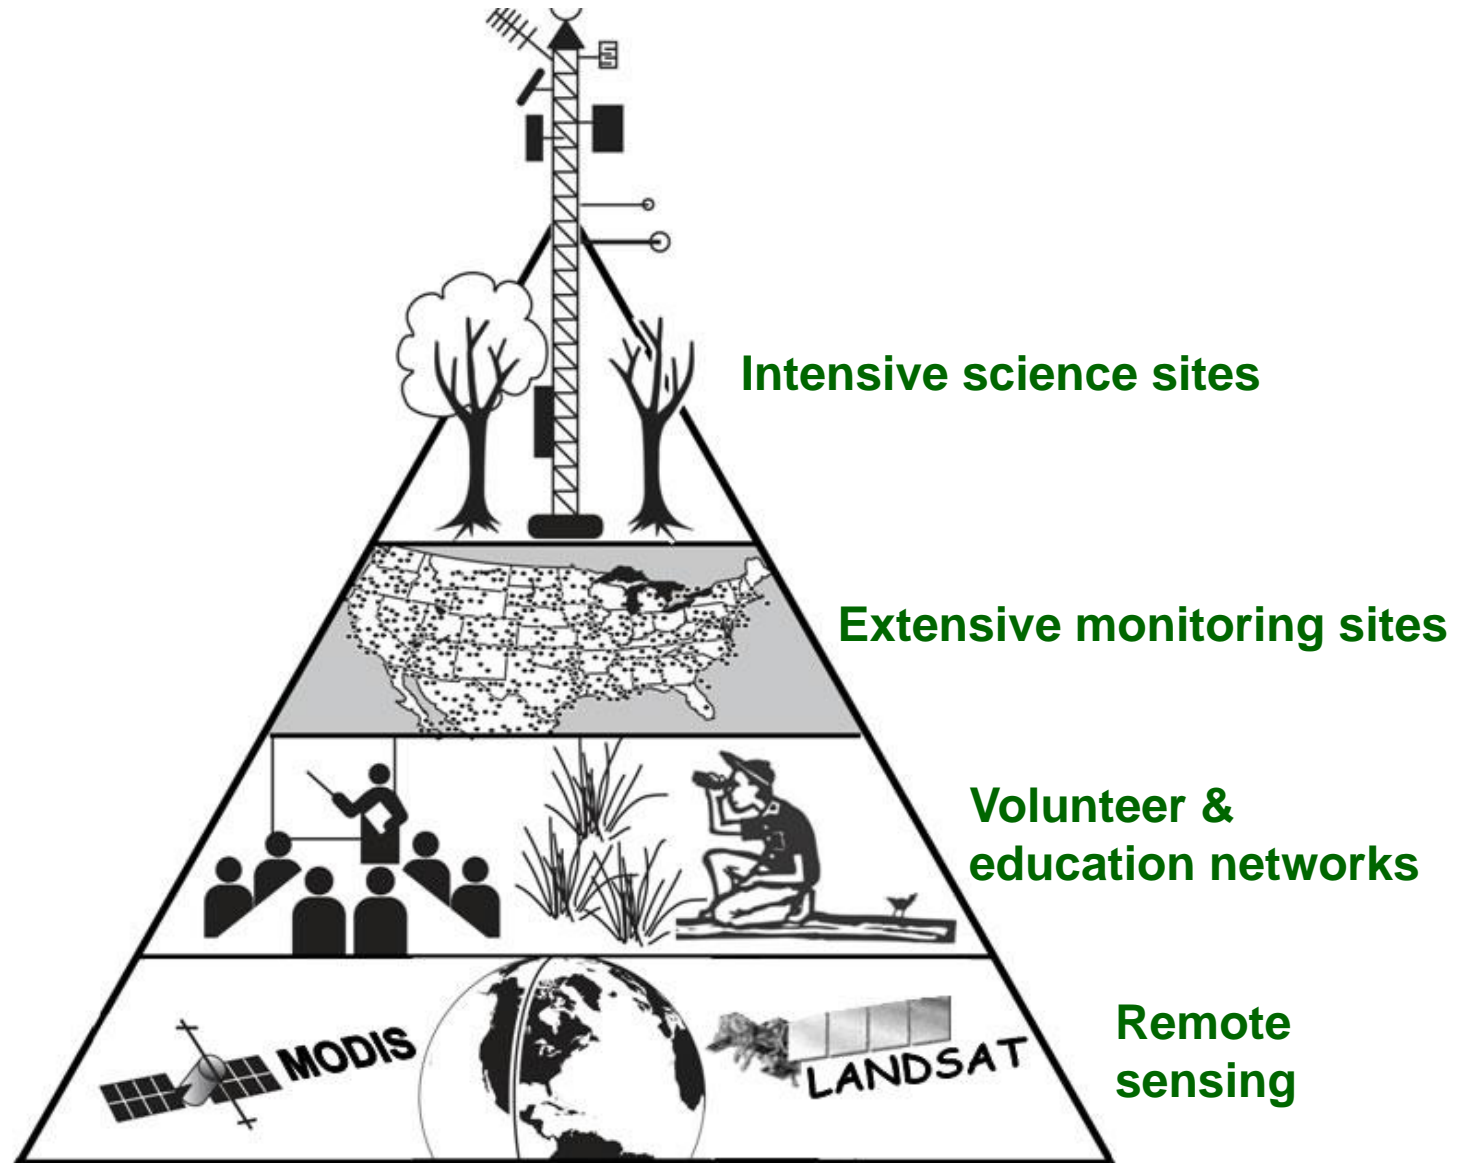 Intensive science sites
Extensive monitoring sites
Volunteer &
education networks
Remote
sensing
MODIS
LANDSAT